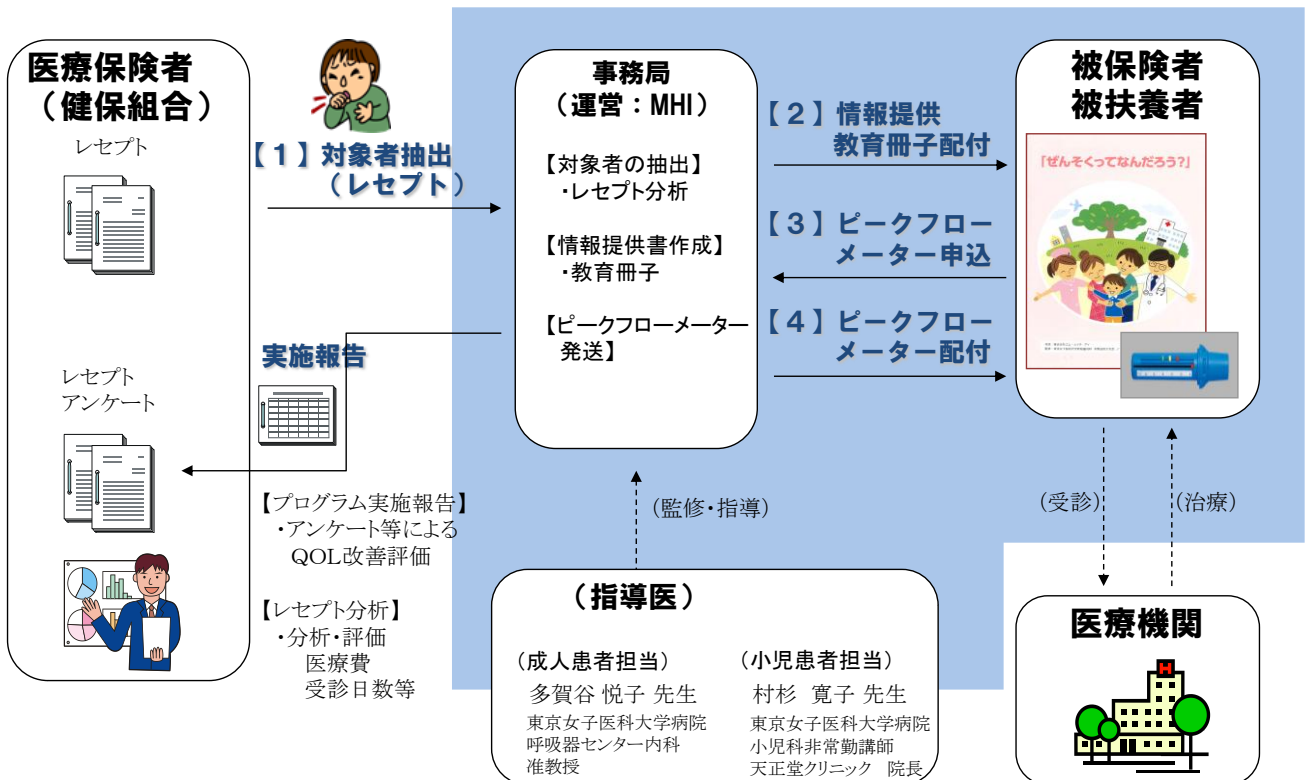 医療保険者
（健保組合）
レセプト
【１】対象者抽出
（レセプト）
事務局
（運営：MHI）
【対象者の抽出】
・レセプト分析
【情報提供書作成】
・教育冊子
【ピークフローメーター
発送】
【２】情報提供
教育冊子配付
【３】ピークフロー
メーター申込
【４】ピークフロー
メーター配付
被保険者
被扶養者
「ぜんそくってなんだろう？」
実施報告
レセプト
アンケート
【プログラム実施報告】
・アンケート等による
QOL改善評価
【レセプト分析】
・分析・評価
医療費
受診日数等
（監修・指導）
（受診）
（治療）
（指導医）
（成人患者担当）
多賀谷 悦子 先生
東京女子医科大学病院
呼吸器センター内科
准教授
（小児患者担当）
村杉 寛子 先生
東京女子医科大学病院
小児科非常勤講師
天正堂クリニック 院長
医療機関
H